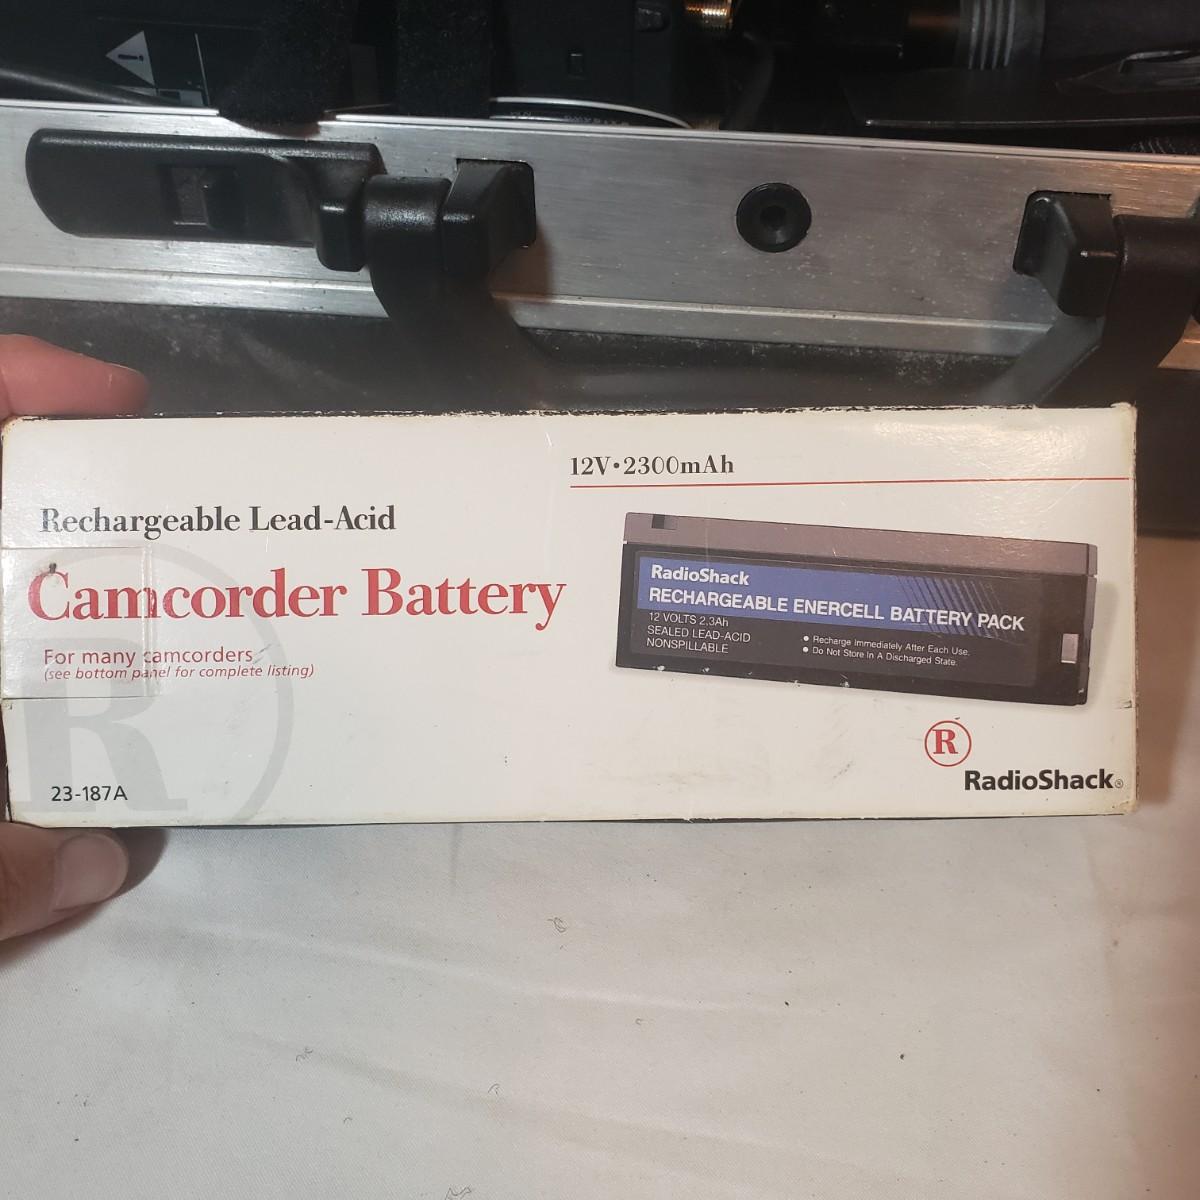 12V•2300mAh
Rechargeable Lead-Acid
Camcorder Battery
For many camcorders
(see bottom panel for complete listing)
RadioShack
RECHARGEABLE ENERCELL BATTERY PACK
12 VOLTS 2.3Ah
SEALED LEAD-ACID
NONSPILLABLE
● Recharge Immediately After Each Use.
● Do Not Store In A Discharged State.
R
R
RadioShack®
23-187A